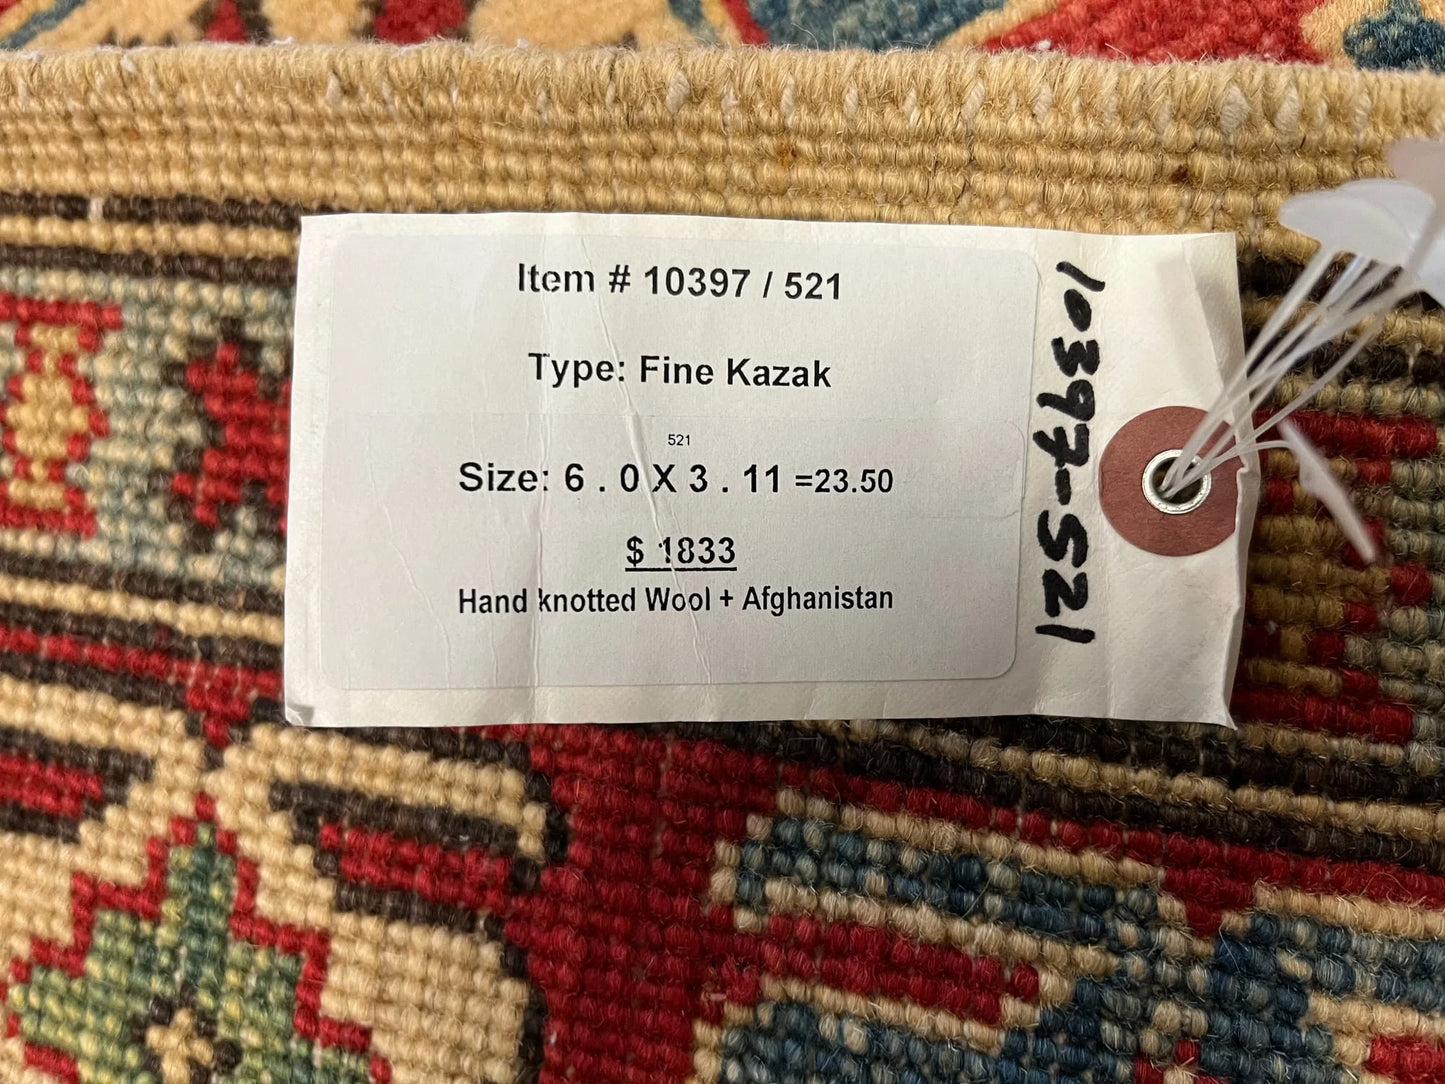 Item # 10397 / 521
Type: Fine Kazak
521
Size: 6 . 0 X 3 . 11 =23.50
$ 1833
Hand knotted Wool + Afghanistan
10397-521